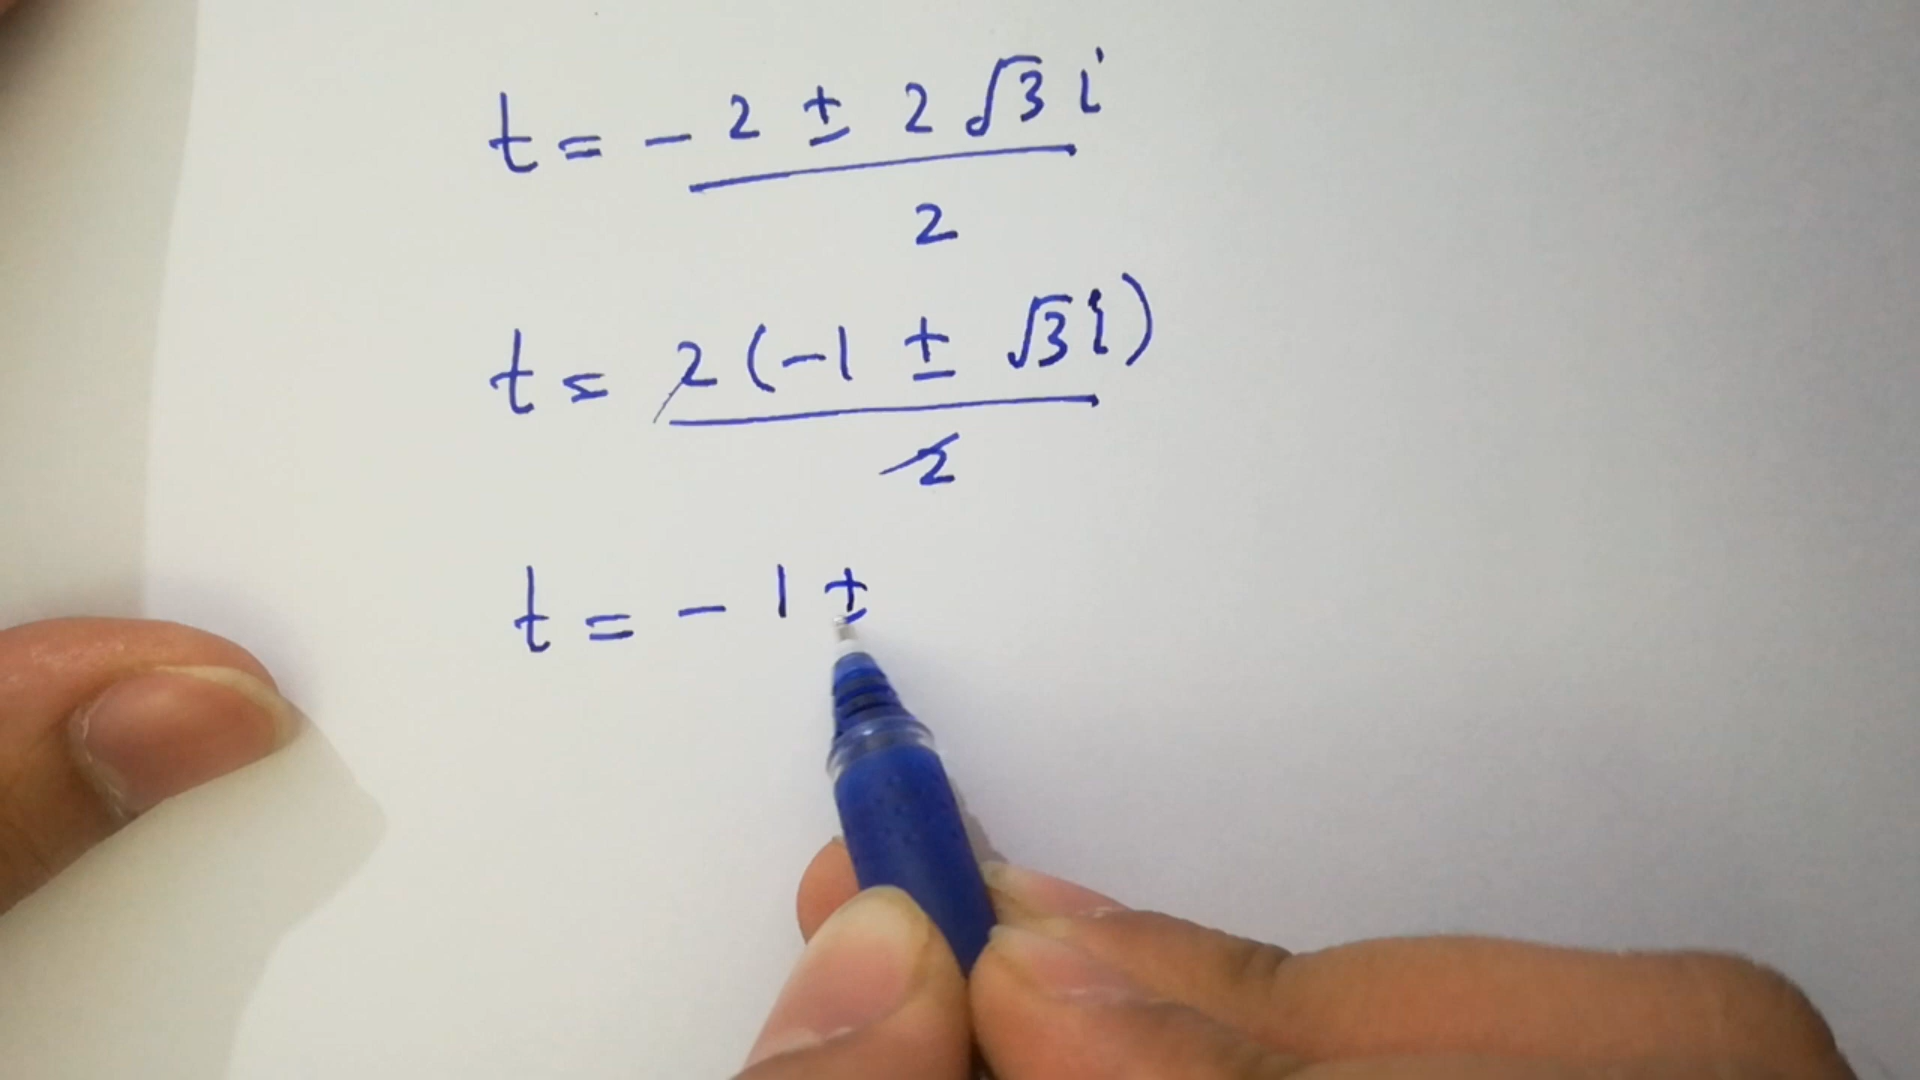 t = - 2 ± 2 √3 i
2
t = 2 ( -1 ± √3 i )
2
t = - 1 ±